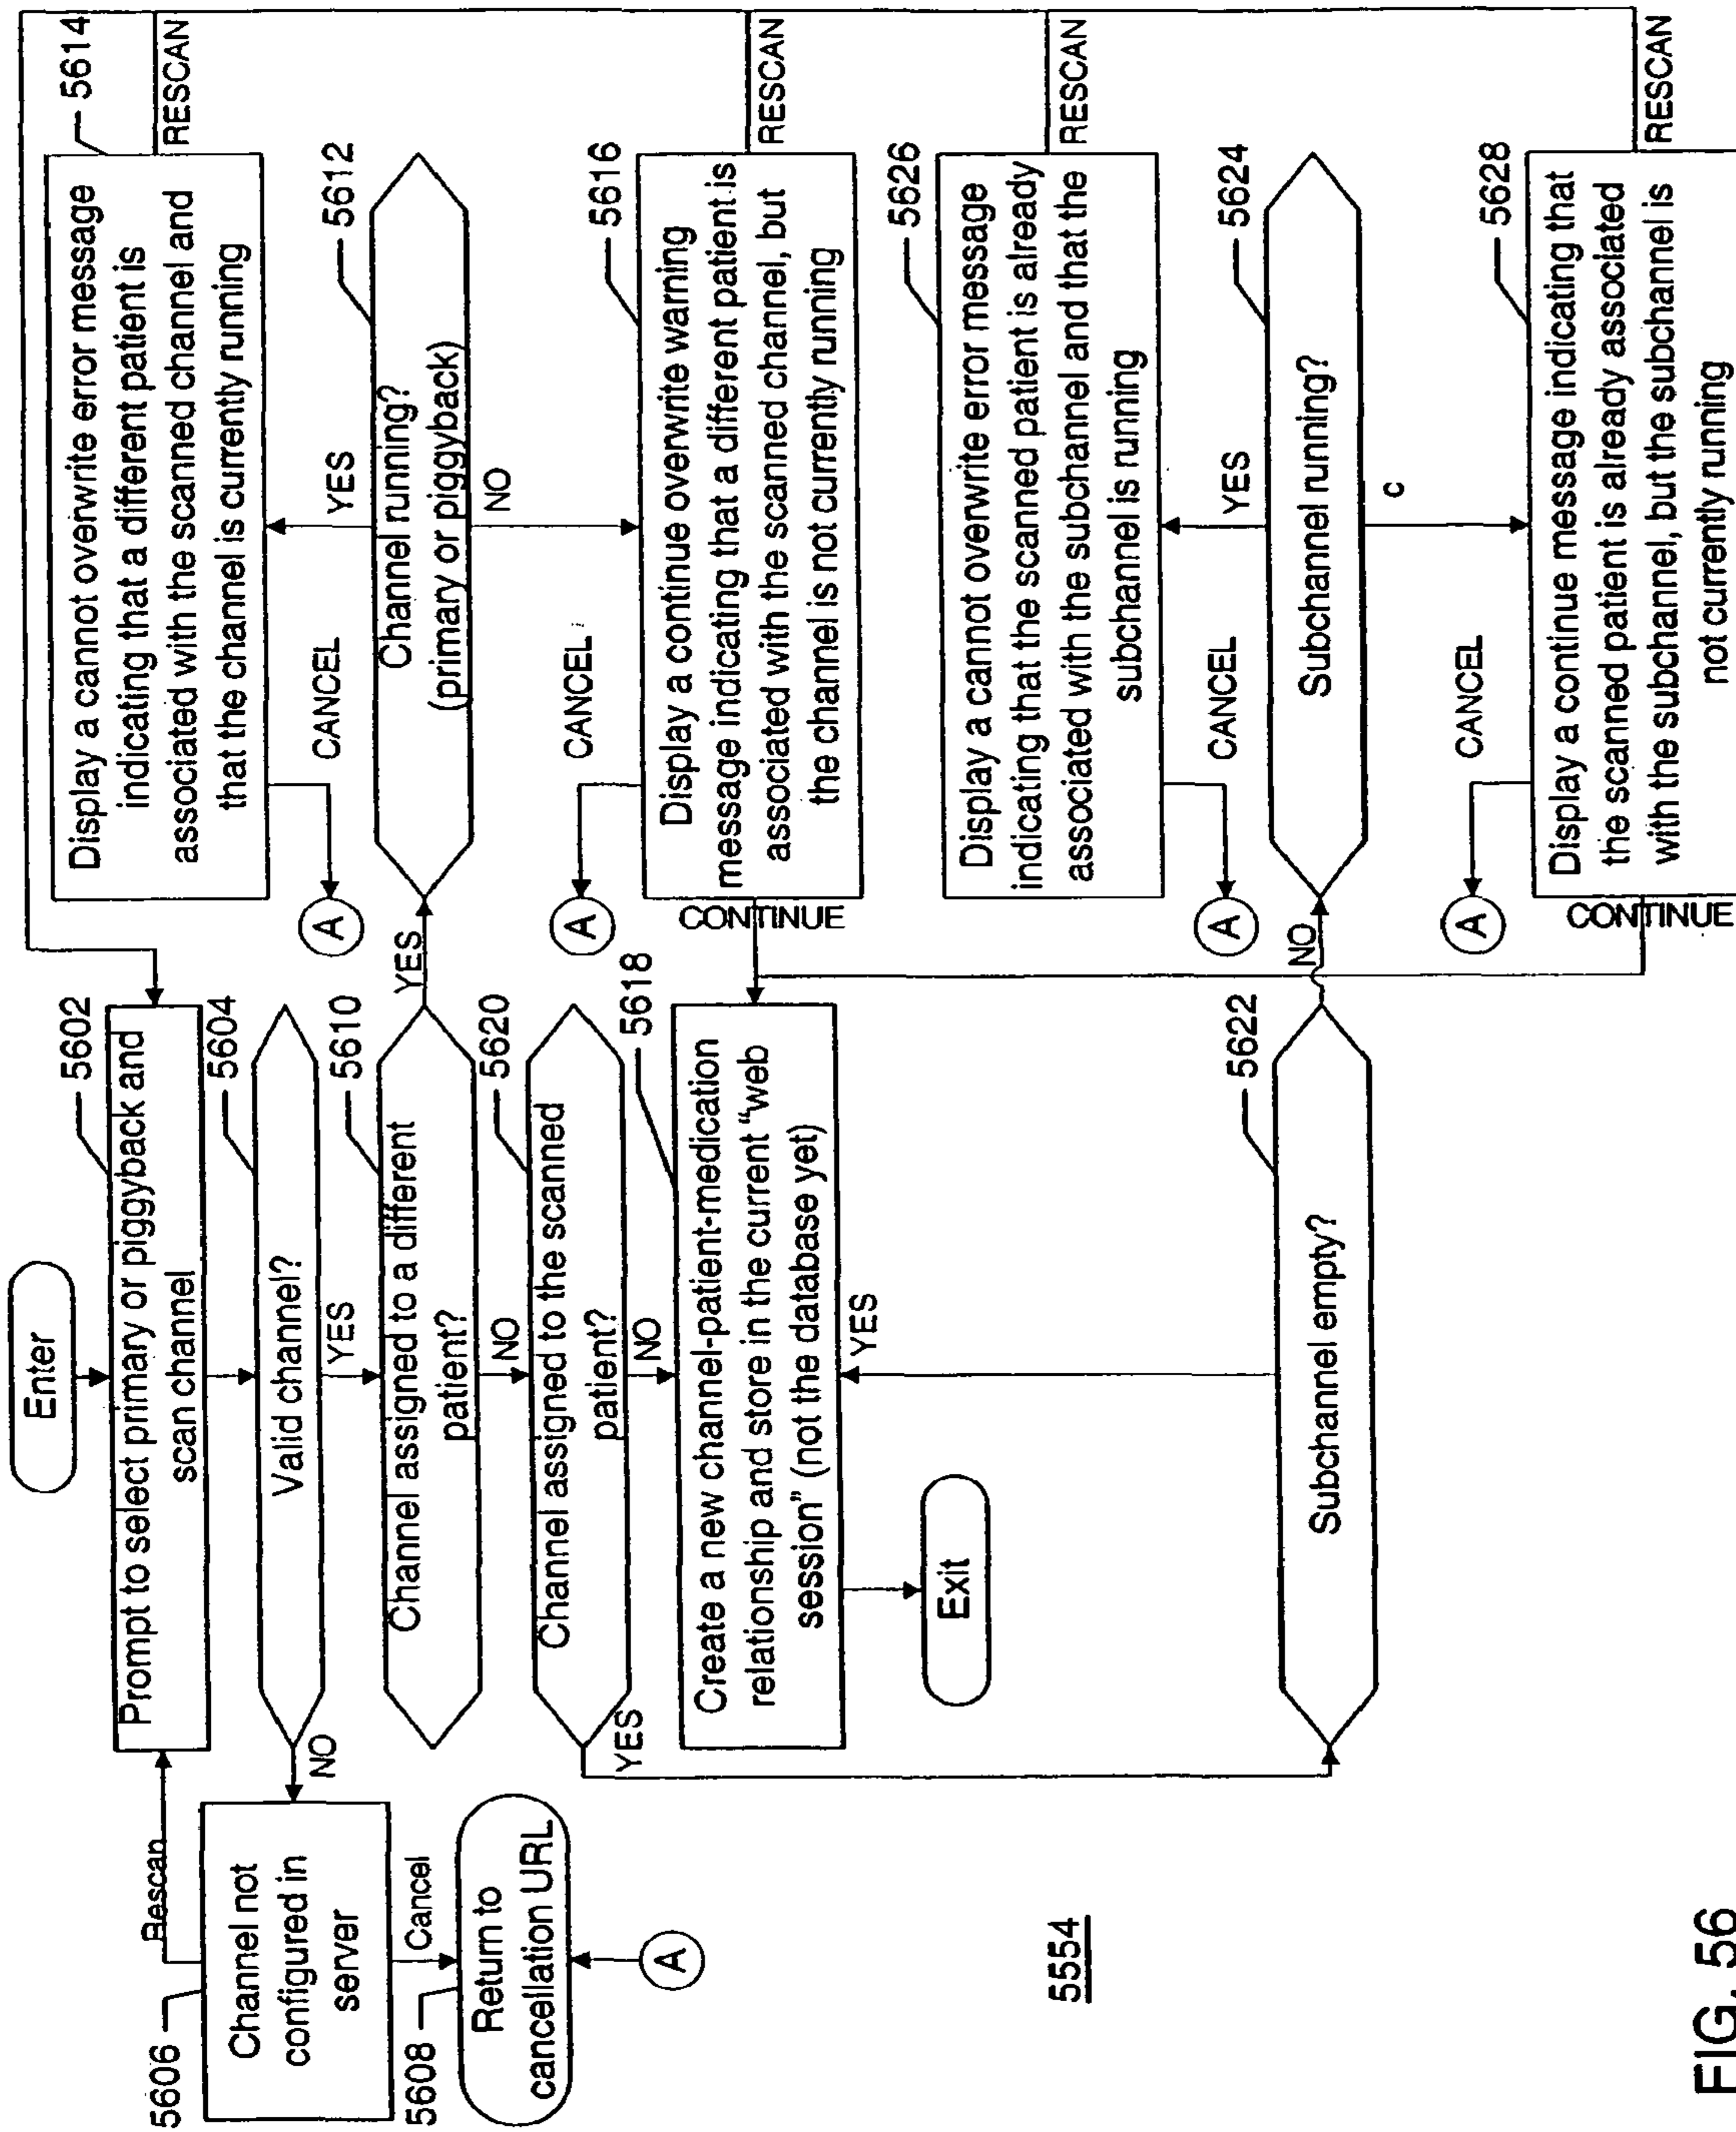 Enter
5602
Prompt to select primary or piggyback and
scan channel
5604
Valid channel?
NO
YES
Rescan
5606
Channel not
configured in
server
Cancel
5608
Return to
cancellation URL
A
5610
Channel assigned to a different
patient?
YES
NO
5620
Channel assigned to the scanned
patient?
YES
NO
5618
Create a new channel-patient-medication
relationship and store in the current "web
session" (not the database yet)
YES
Exit
5622
Subchannel empty?
NO
5614
Display a cannot overwrite error message
indicating that a different patient is
associated with the scanned channel and
that the channel is currently running
RESCAN
CANCEL
A
YES
5612
Channel running?
(primary or piggyback)
NO
CANCEL
A
5616
Display a continue overwrite warning
message indicating that a different patient is
associated with the scanned channel, but
the channel is not currently running
RESCAN
CONTINUE
5626
Display a cannot overwrite error message
indicating that the scanned patient is already
associated with the subchannel and that the
subchannel is running
RESCAN
CANCEL
A
YES
5624
Subchannel running?
c
CANCEL
A
5628
Display a continue message indicating that
the scanned patient is already associated
with the subchannel, but the subchannel is
not currently running
RESCAN
CONTINUE
5554
FIG. 56